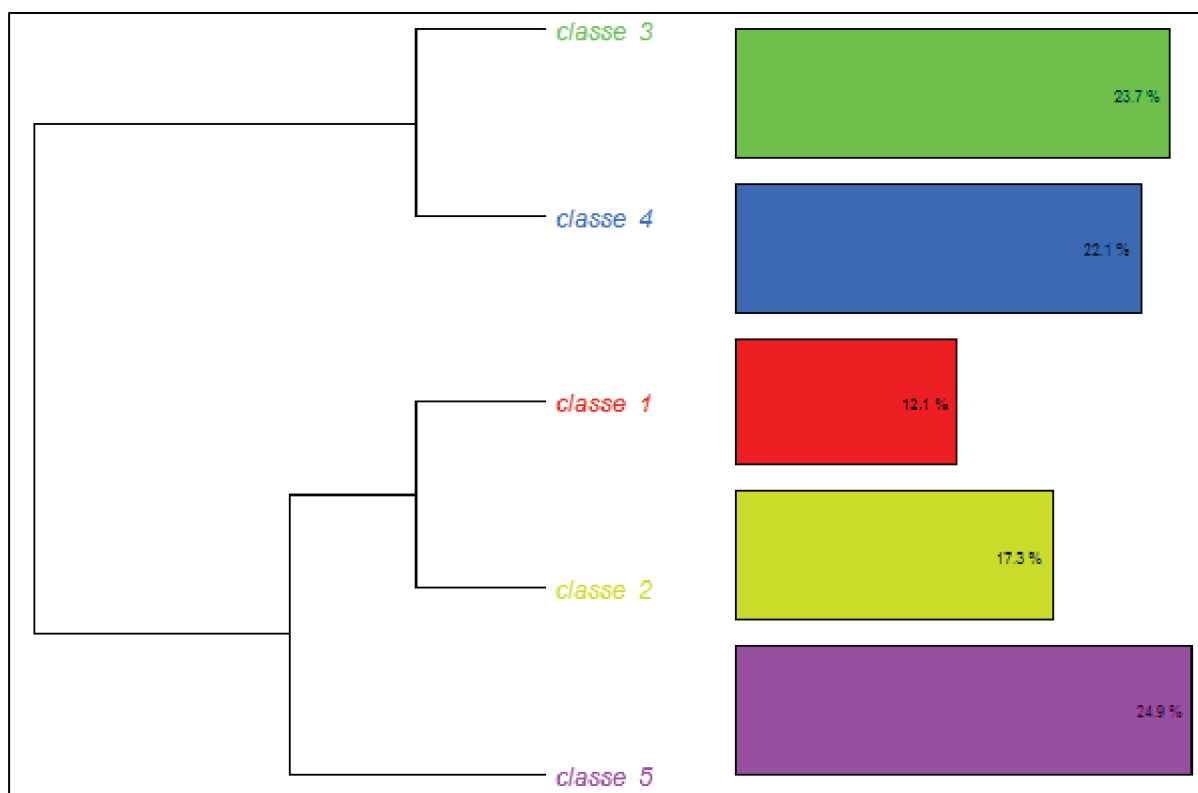 classe 3
23.7 %
classe 4
22.1 %
classe 1
12.1 %
classe 2
17.3 %
24.9 %
classe 5